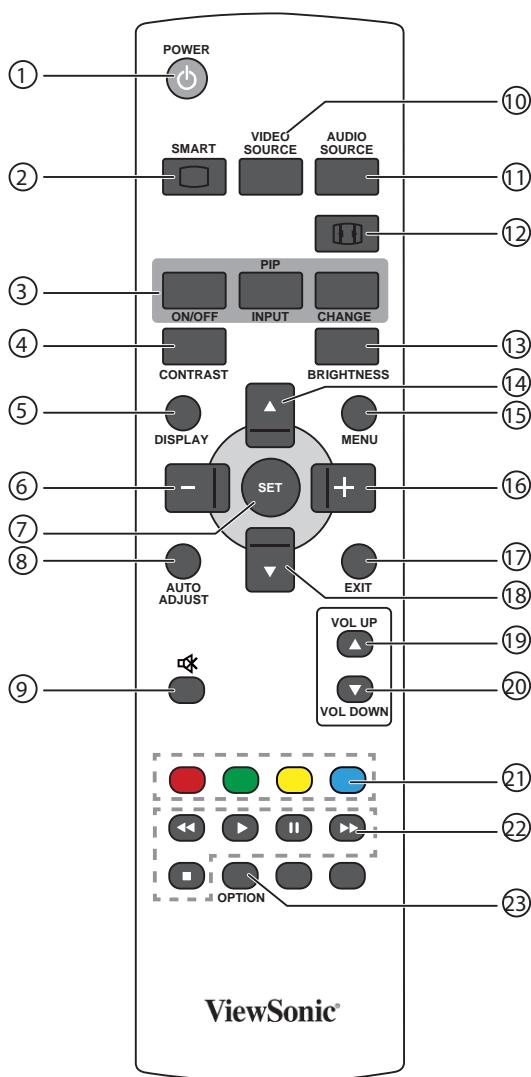 POWER
1
10
SMART
VIDEO SOURCE
AUDIO SOURCE
2
11
12
PIP
3
ON/OFF
INPUT
CHANGE
4
13
CONTRAST
BRIGHTNESS
14
5
15
DISPLAY
MENU
6
SET
16
7
8
17
AUTO ADJUST
EXIT
18
VOL UP
19
9
20
VOL DOWN
21
22
OPTION
23
ViewSonic®